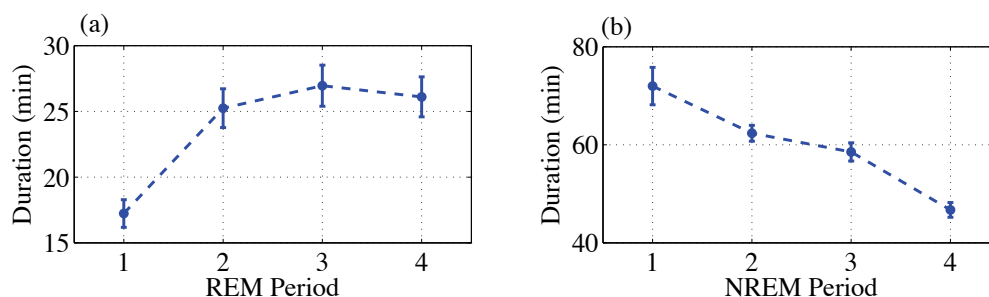 (a)
30
25
20
15
Duration (min)
1 2 3 4
REM Period
(b)
80
60
40
Duration (min)
1 2 3 4
NREM Period